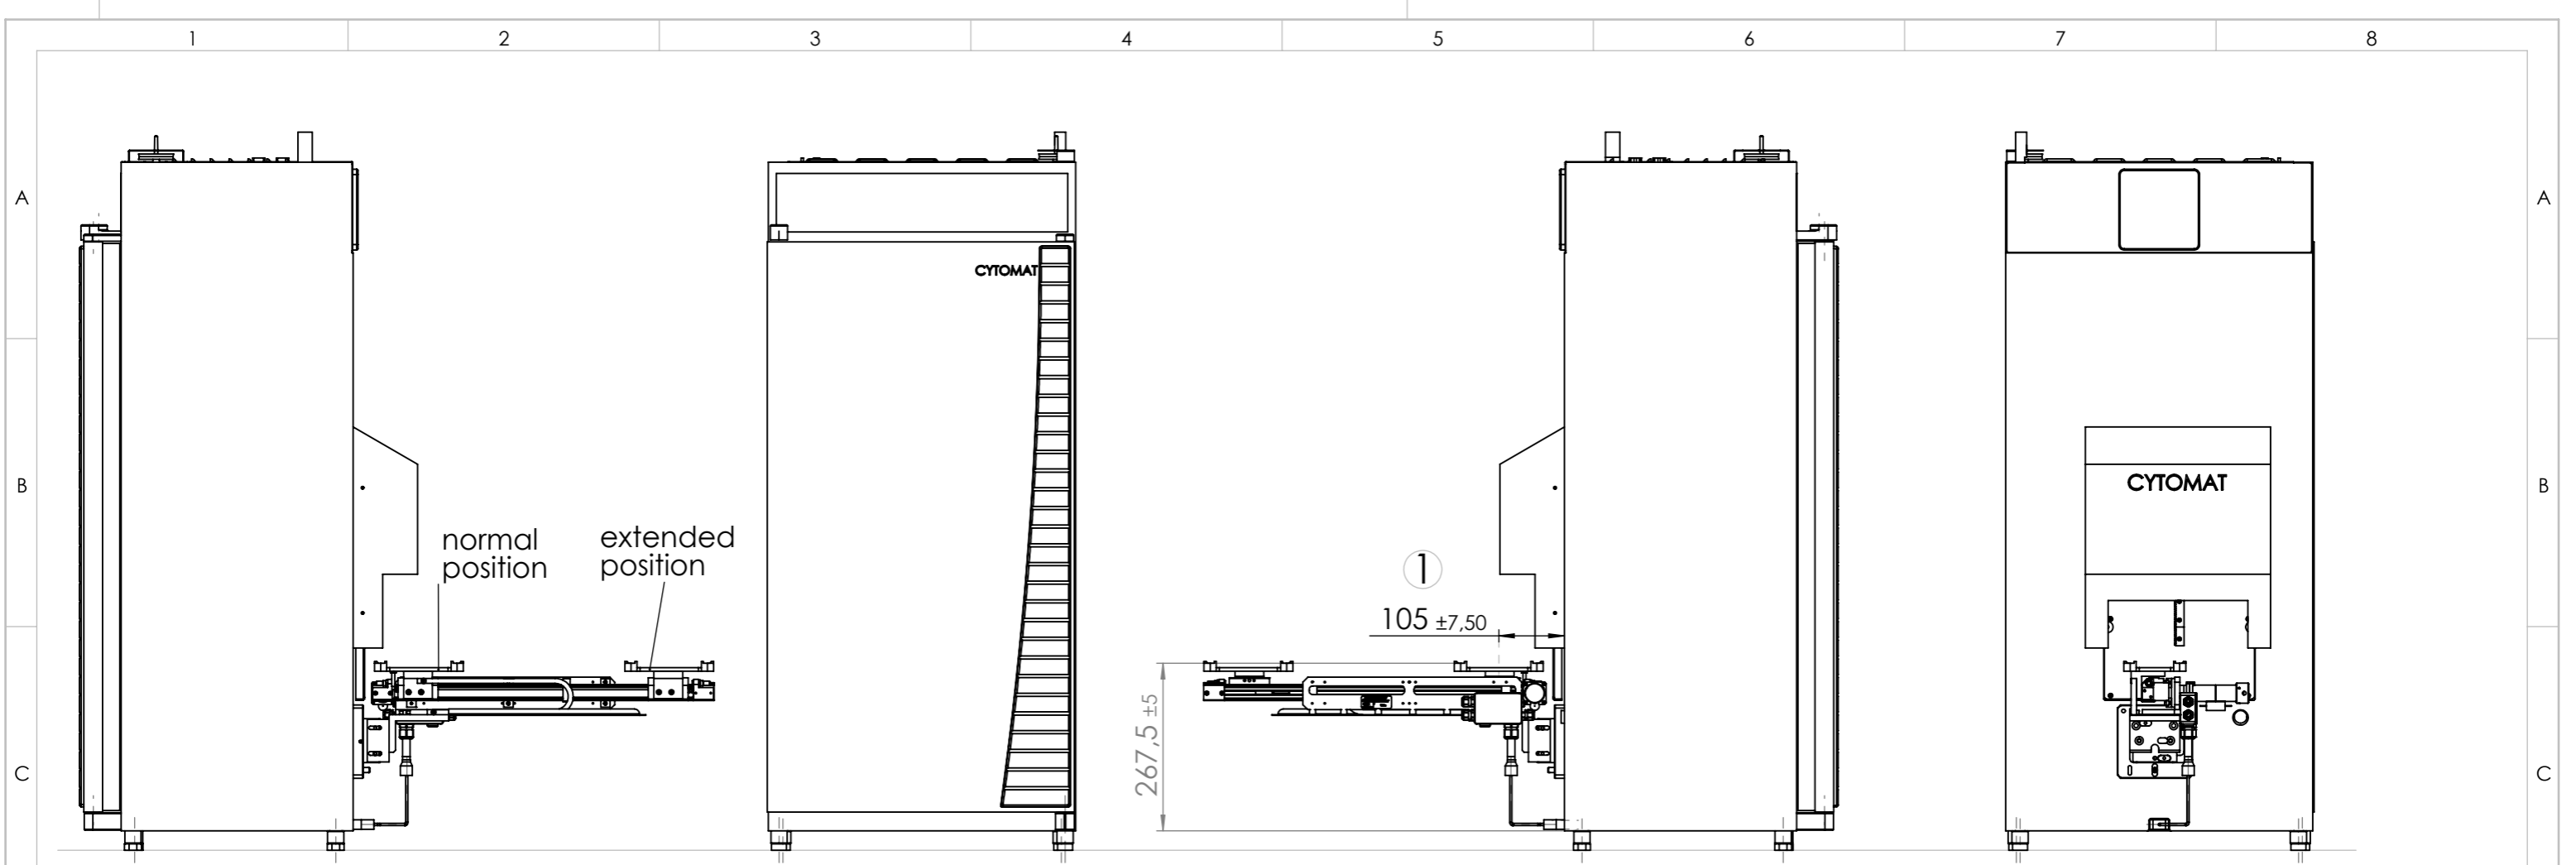 1 2 3 4 5 6 7 8
A A
CYTOMAT
B B
CYTOMAT
normal
position
extended
position
1
105 ±7,50
267,5 ±5
C C